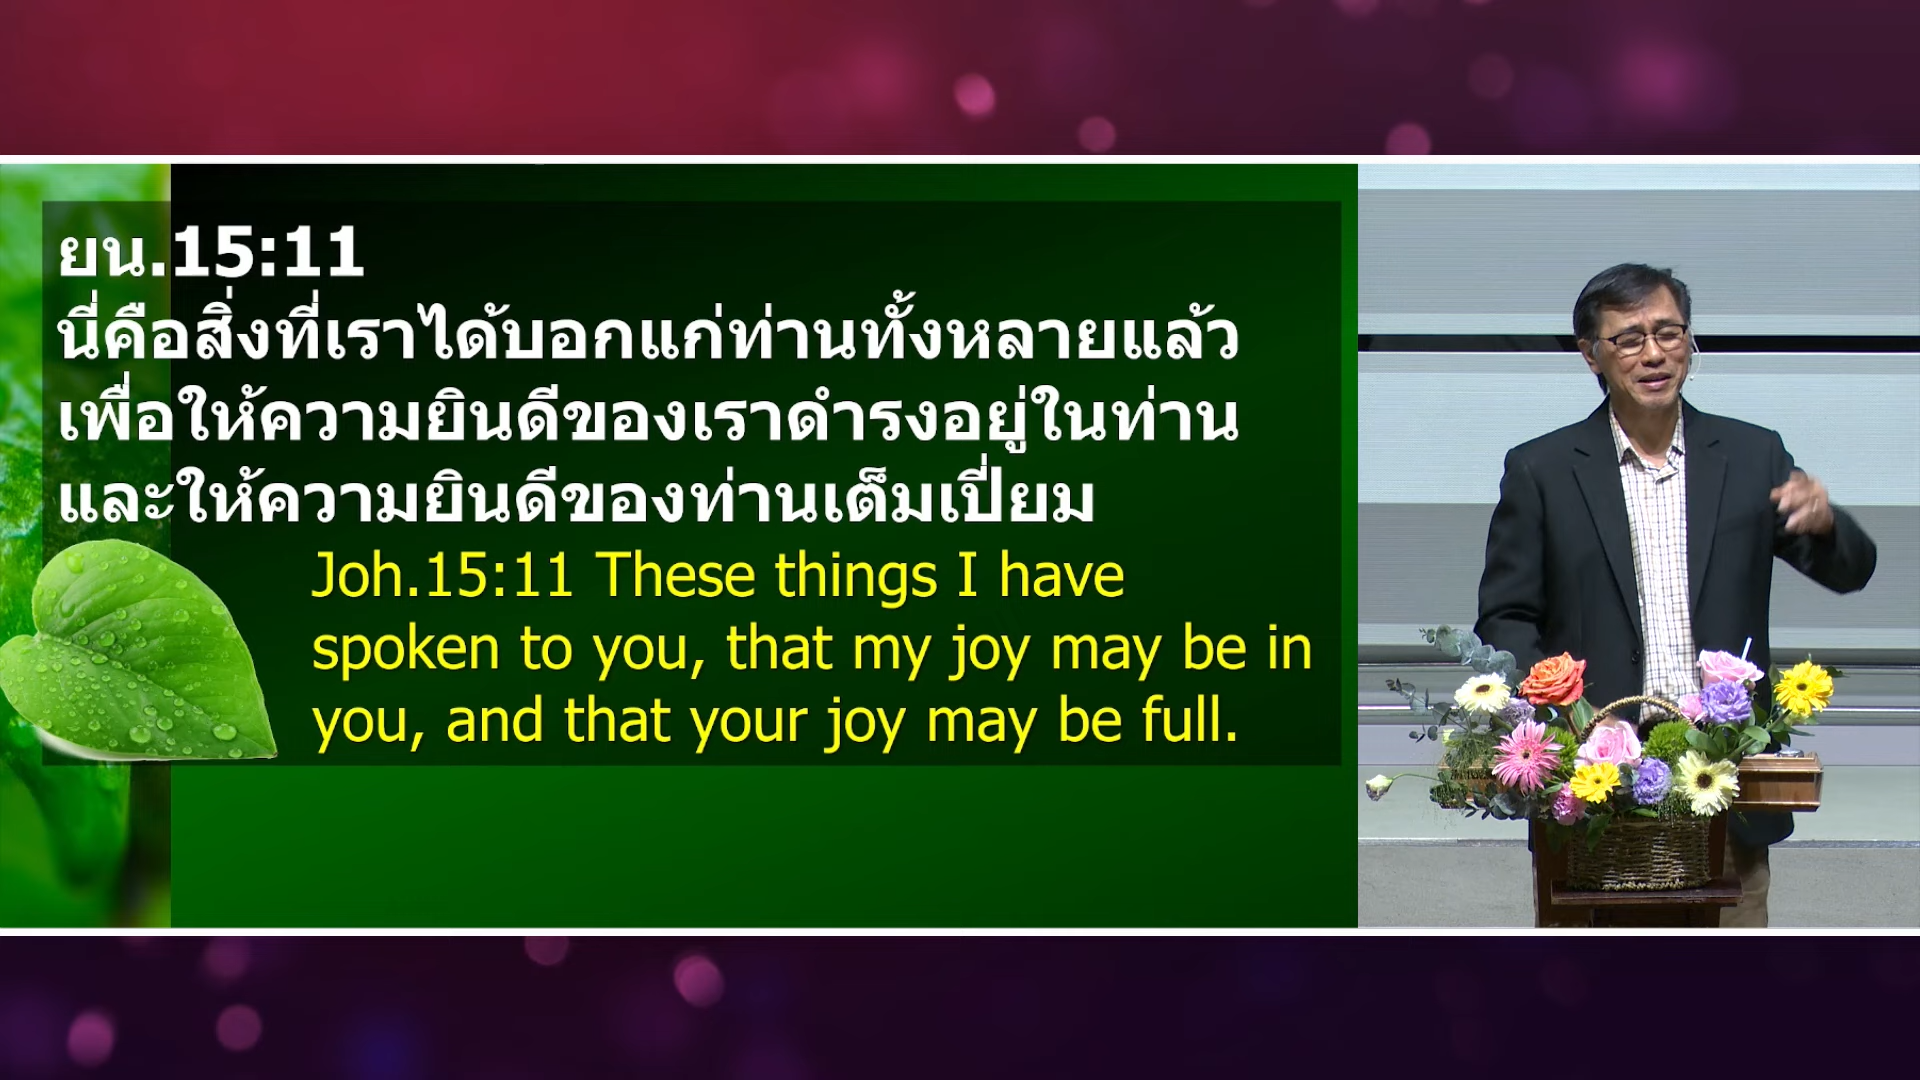 ยน.15:11
นี่คือสิ่งที่เราได้บอกแก่ท่านทั้งหลายแล้ว
เพื่อให้ความยินดีของเราดำรงอยู่ในท่าน
และให้ความยินดีของท่านเต็มเปี่ยม
Joh.15:11 These things I have
spoken to you, that my joy may be in
you, and that your joy may be full.